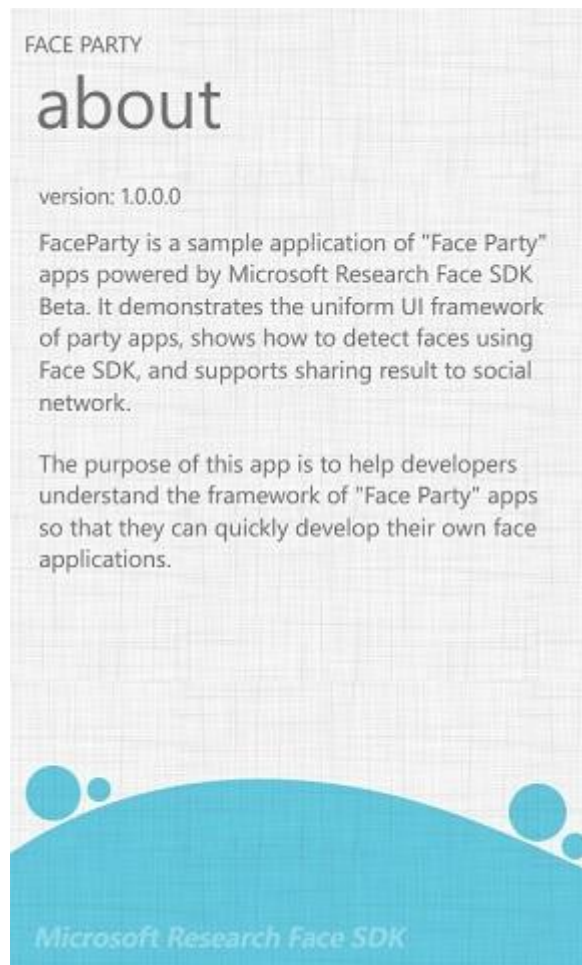 FACE PARTY
about
version: 1.0.0.0
FaceParty is a sample application of "Face Party"
apps powered by Microsoft Research Face SDK
Beta. It demonstrates the uniform UI framework
of party apps, shows how to detect faces using
Face SDK, and supports sharing result to social
network.
The purpose of this app is to help developers
understand the framework of "Face Party" apps
so that they can quickly develop their own face
applications.
Microsoft Research Face SDK